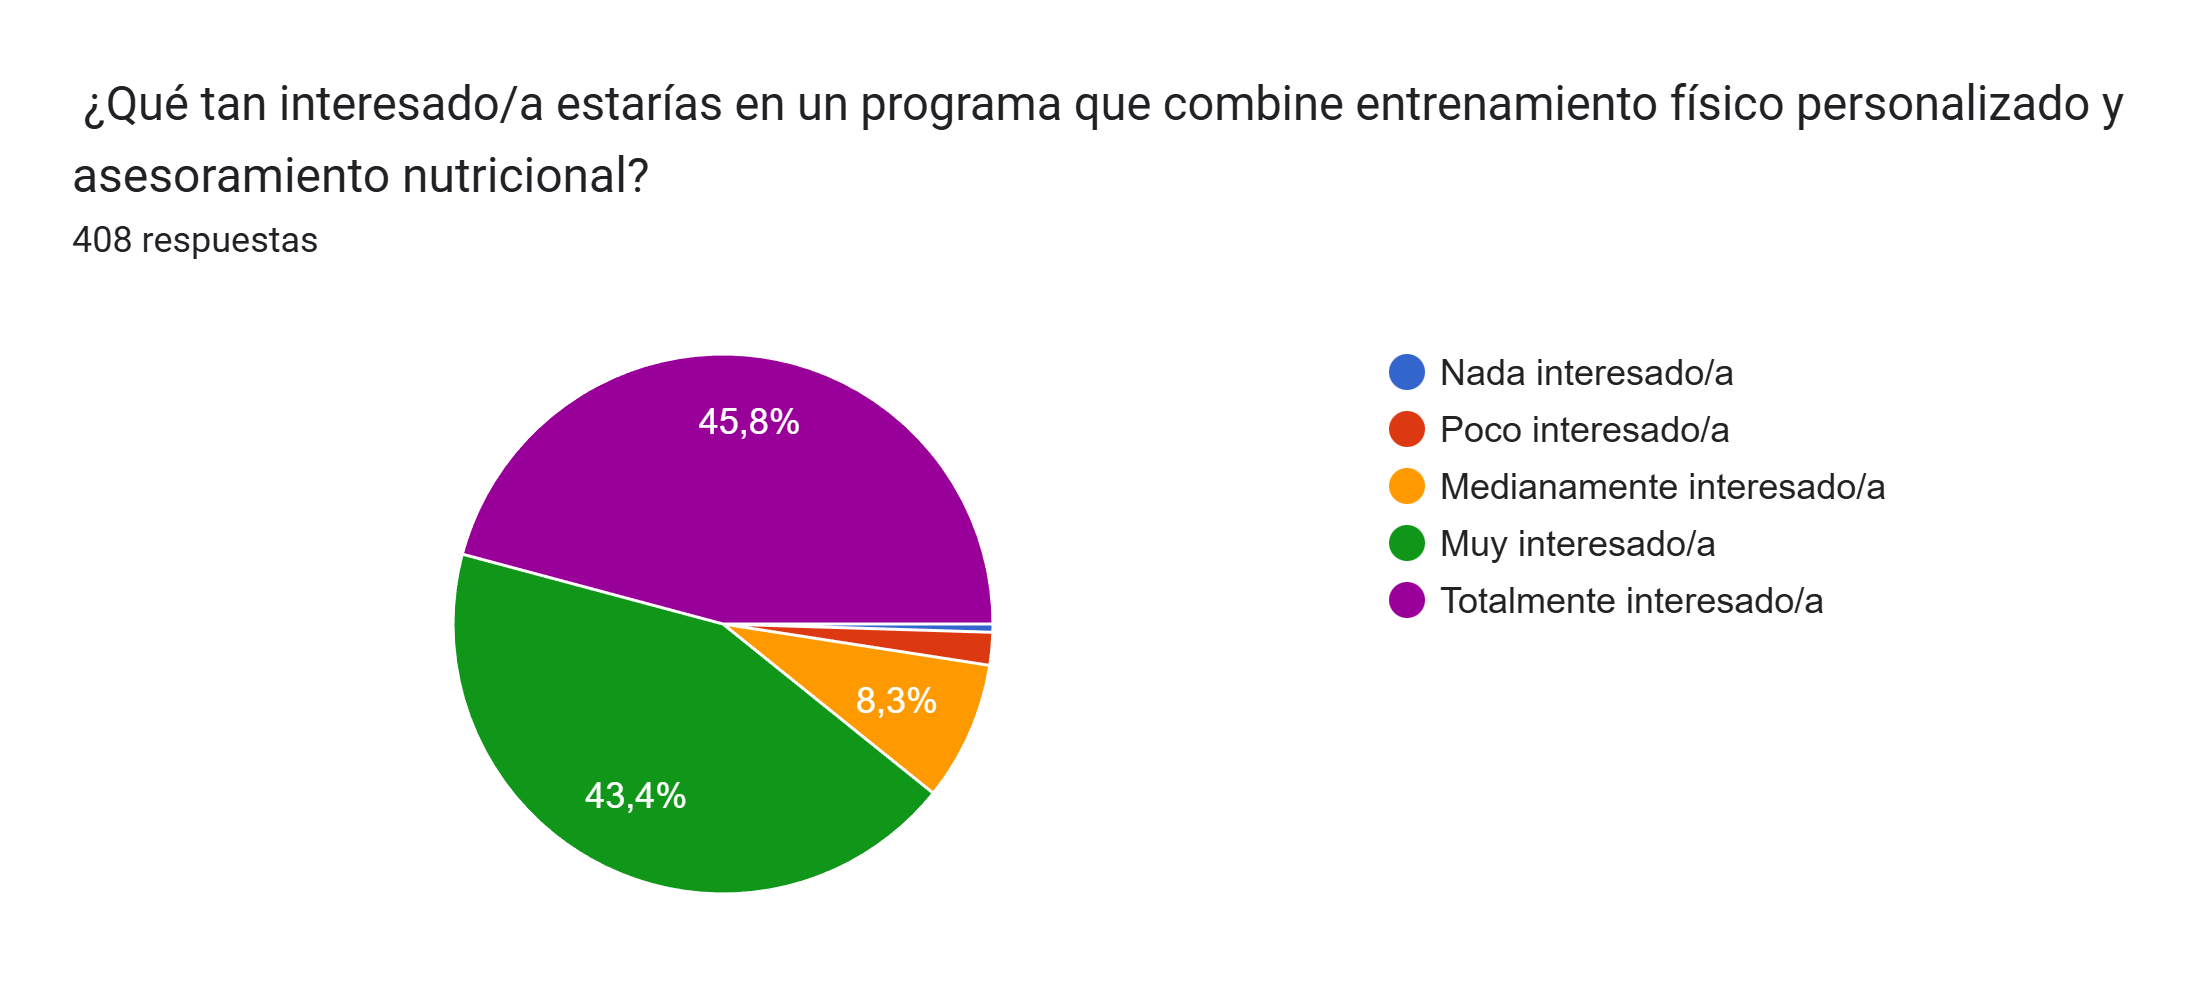 ¿Qué tan interesado/a estarías en un programa que combine entrenamiento físico personalizado y
asesoramiento nutricional?
408 respuestas
45,8%
8,3%
43,4%
Nada interesado/a
Poco interesado/a
Medianamente interesado/a
Muy interesado/a
Totalmente interesado/a